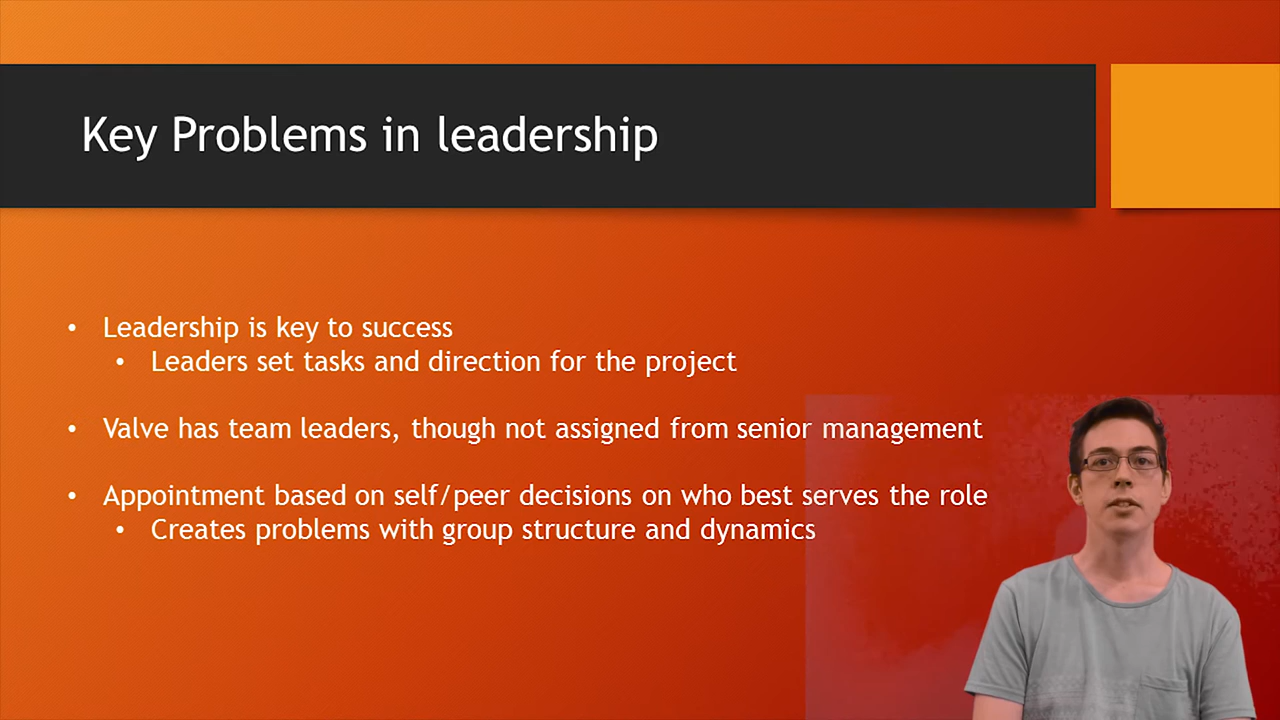 Key Problems in leadership
• Leadership is key to success
• Leaders set tasks and direction for the project
• Valve has team leaders, though not assigned from senior management
• Appointment based on self/peer decisions on who best serves the role
• Creates problems with group structure and dynamics